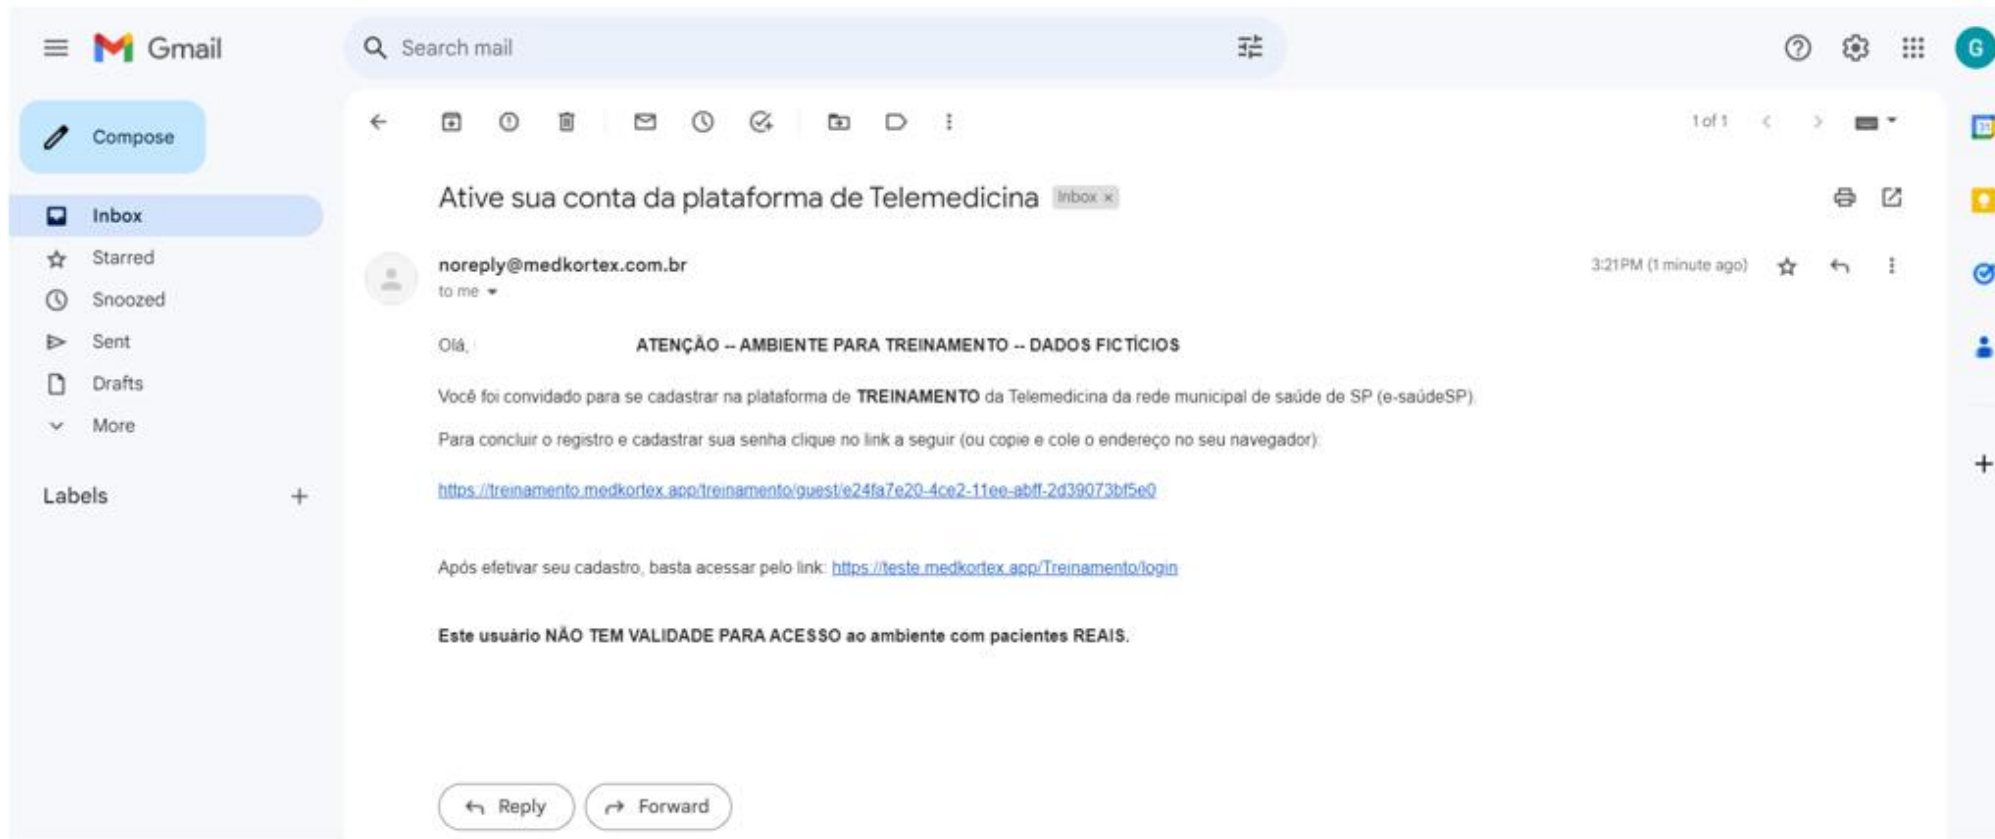 Gmail
Search mail
G
Compose
1 of 1
31
Ative sua conta da plataforma de Telemedicina Inbox ×
Inbox
Starred
Snoozed
Sent
Drafts
More
Labels
noreply@medkortex.com.br
3:21 PM (1 minute ago)
to me
Olá,
ATENÇÃO -- AMBIENTE PARA TREINAMENTO -- DADOS FICTÍCIOS
Você foi convidado para se cadastrar na plataforma de TREINAMENTO da Telemedicina da rede municipal de saúde de SP (e-saúdeSP).
Para concluir o registro e cadastrar sua senha clique no link a seguir (ou copie e cole o endereço no seu navegador):
https://treinamento.medkortex.app/treinamento/guest/e24fa7e20-4ce2-11ee-abff-2d39073bf5e0
Após efetivar seu cadastro, basta acessar pelo link: https://teste.medkortex.app/Treinamento/login
Este usuário NÃO TEM VALIDADE PARA ACESSO ao ambiente com pacientes REAIS.
Reply
Forward